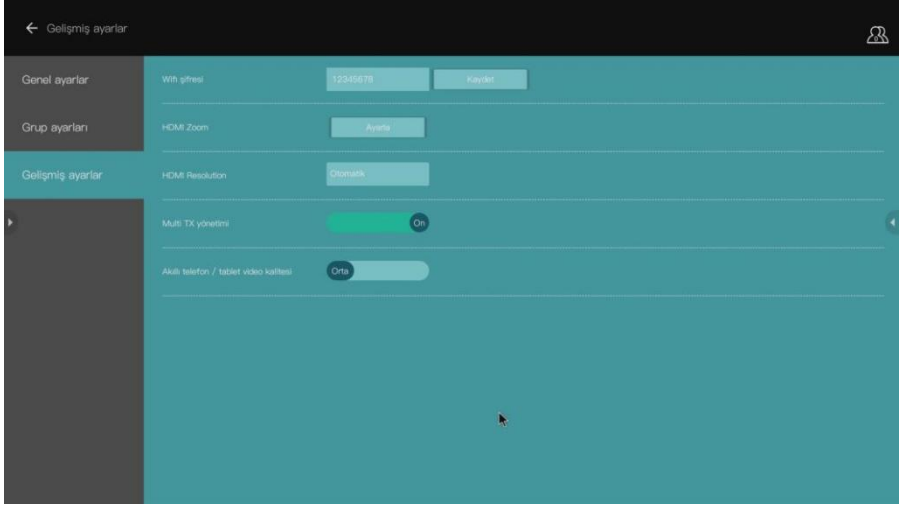 Gelişmiş ayarlar
Genel ayarlar
Wifi şifresi 12345678 Kaydet
Grup ayarları
HDMI Zoom Ayarla
Gelişmiş ayarlar
HDMI Resolution Otomatik
Multi TX yönetimi On
Akıllı telefon / tablet video kalitesi Orta